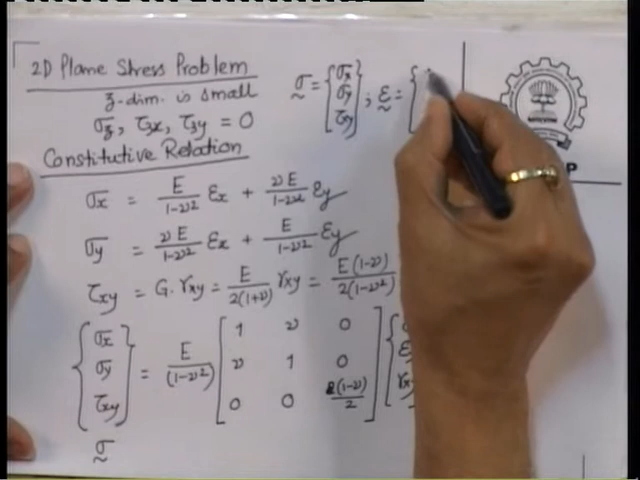 2D Plane Stress Problem
z-dim. is small
σz, τzx, τzy = 0
σ = {σx σy τxy} ; ε = {
Constitutive Relation
σx = E/(1-ν²) εx + νE/(1-ν²) εy
σy = νE/(1-ν²) εx + E/(1-ν²) εy
τxy = G. γxy = E/2(1+ν) γxy = E(1-ν)/2(1-ν²)
{σx σy τxy} = E/(1-ν²) [1 ν 0
ν 1 0
0 0 (1-ν)/2]
σ
P